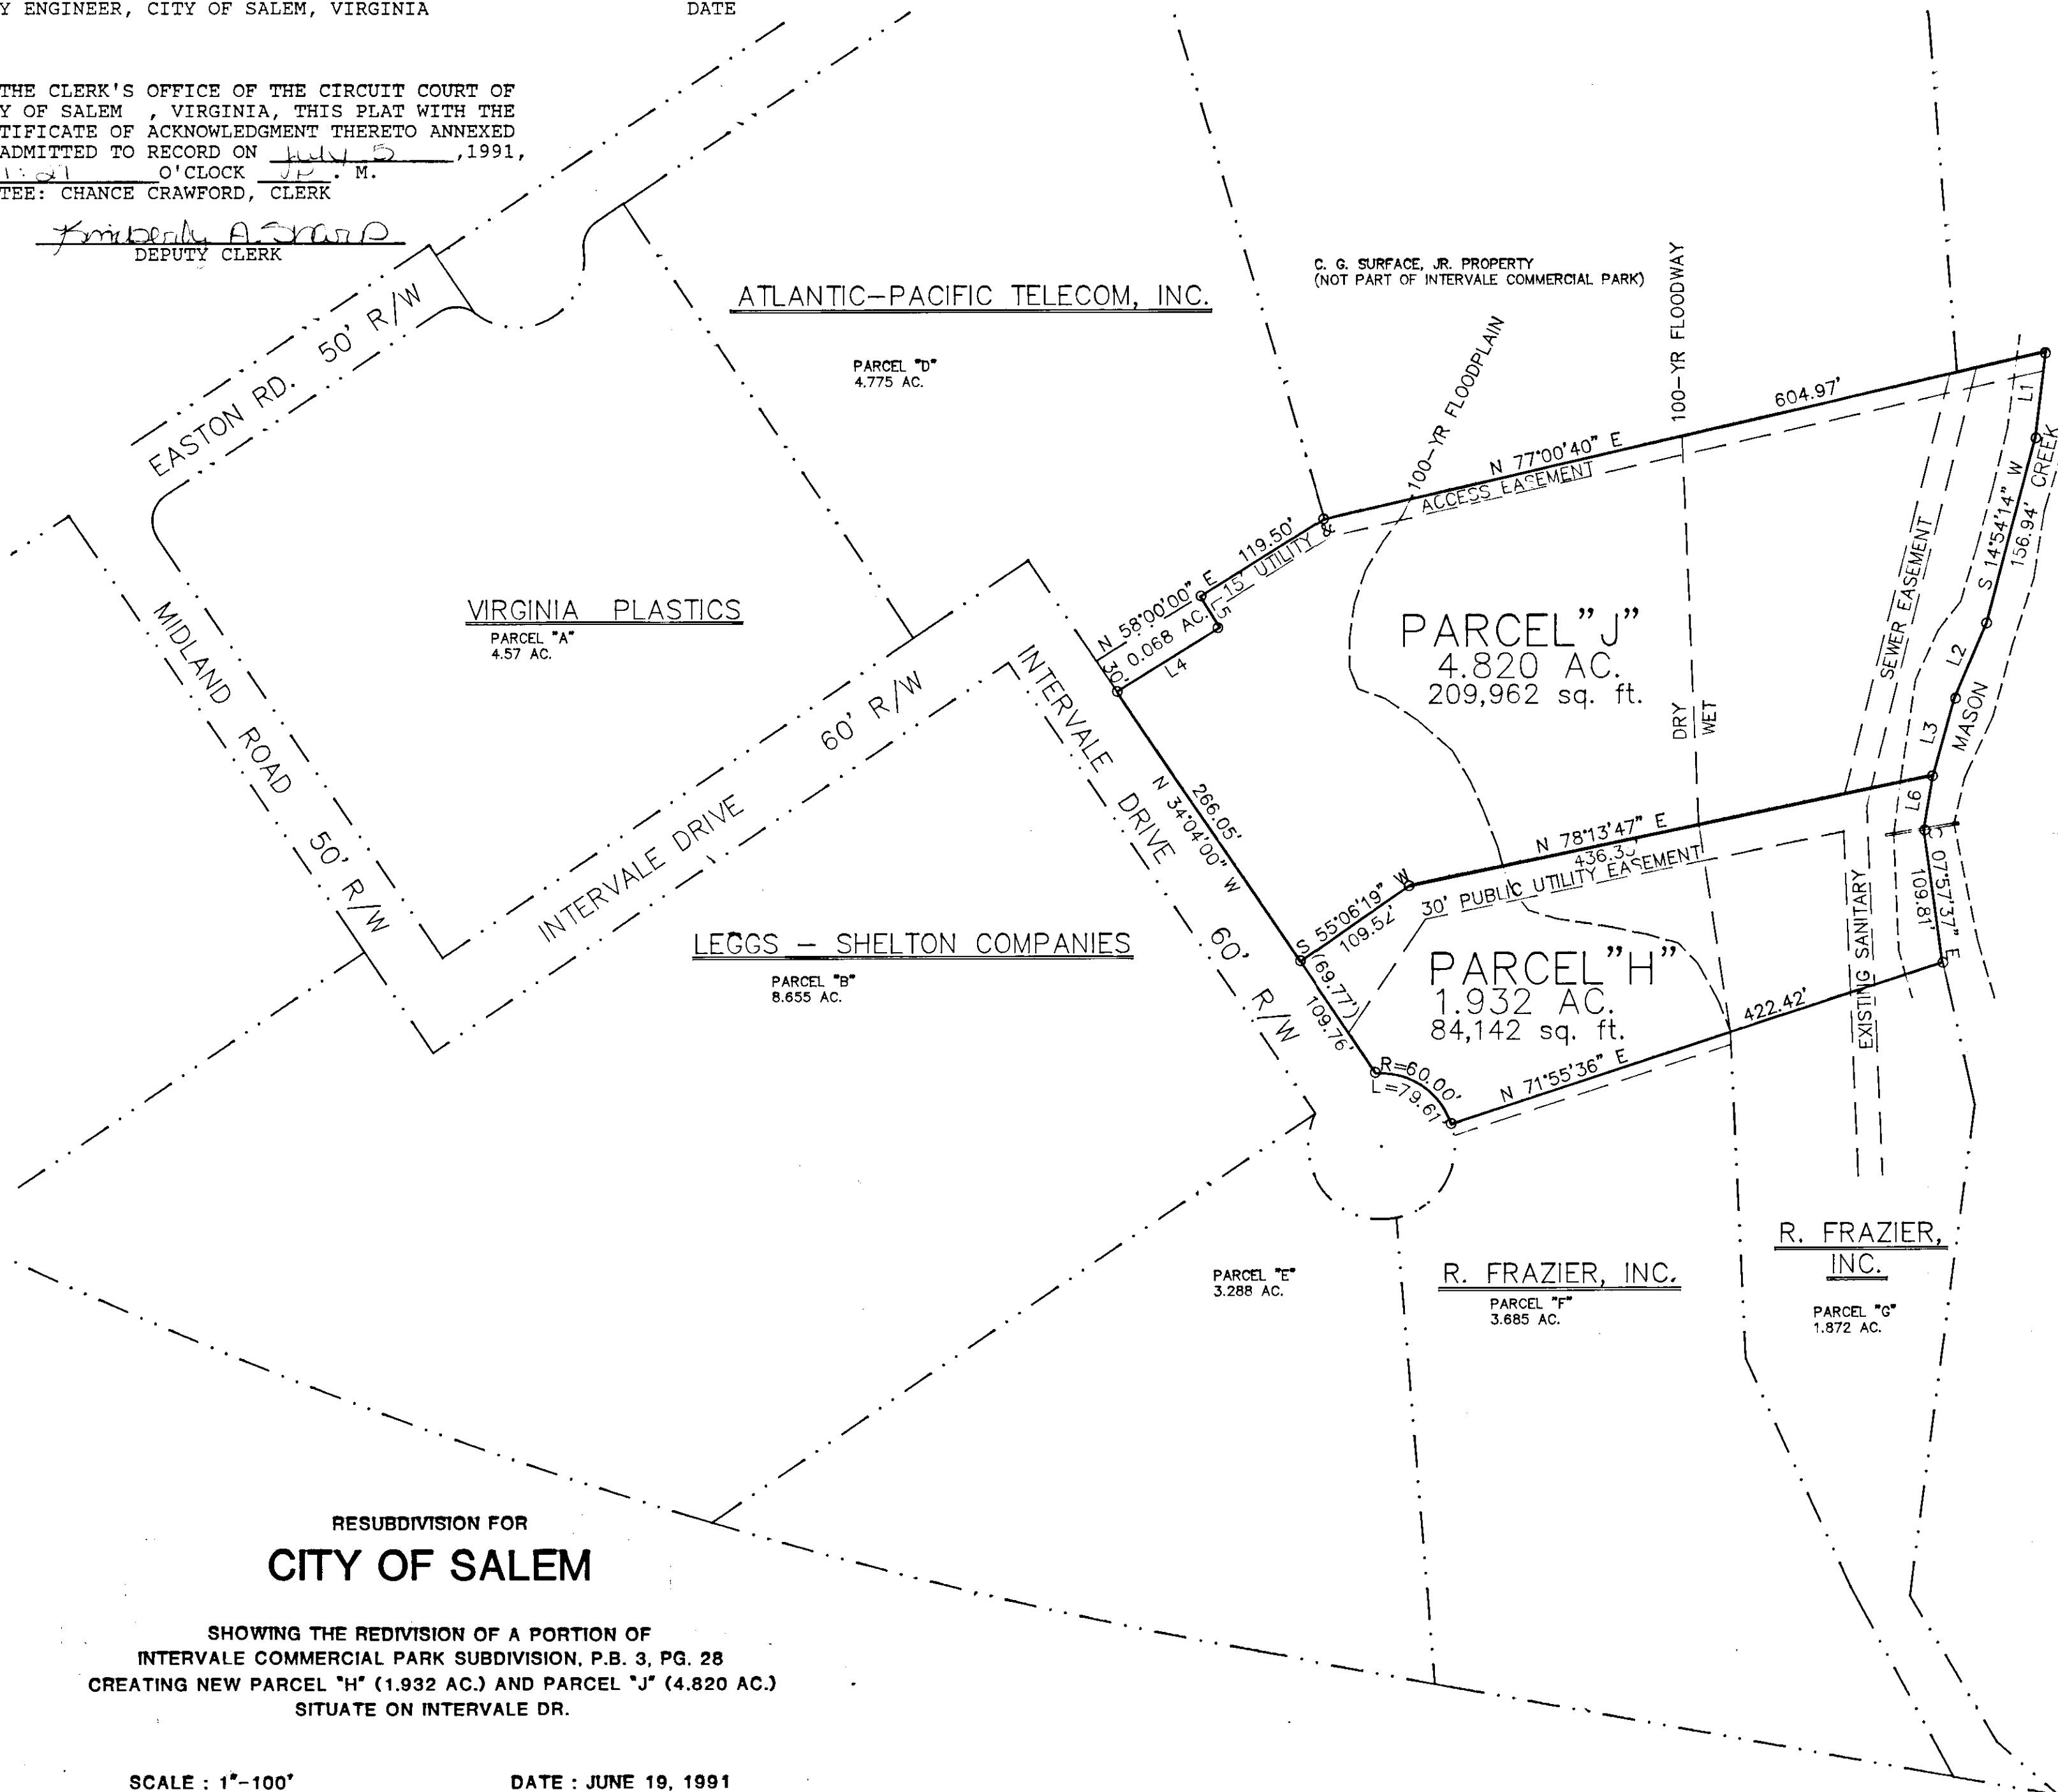 Y ENGINEER, CITY OF SALEM, VIRGINIA
DATE
THE CLERK'S OFFICE OF THE CIRCUIT COURT OF
Y OF SALEM , VIRGINIA, THIS PLAT WITH THE
TIFICATE OF ACKNOWLEDGMENT THERETO ANNEXED
ADMITTED TO RECORD ON July 5 ,1991,
O'CLOCK . M.
TEE: CHANCE CRAWFORD, CLERK
Kimberly A. Sharp
DEPUTY CLERK
EASTON RD. 50' R/W
ATLANTIC-PACIFIC TELECOM, INC.
PARCEL "D"
4.775 AC.
C. G. SURFACE, JR. PROPERTY
(NOT PART OF INTERVALE COMMERCIAL PARK)
100-YR FLOODPLAIN
100-YR FLOODWAY
N 77°00'40" E
604.97'
ACCESS EASEMENT
L1
S 14°54'14" W
156.94'
CREEK
MASON
L2
L3
L6
SEWER EASEMENT
EXISTING SANITARY
N 58°00'00" E
119.50'
15' UTILITY &
30'
0.068 AC.
L5
L4
PARCEL"J"
4.820 AC.
209,962 sq. ft.
DRY
WET
VIRGINIA PLASTICS
PARCEL "A"
4.57 AC.
MIDLAND ROAD 50' R/W
INTERVALE DRIVE 60' R/W
INTERVALE DRIVE 60' R/W
266.05'
N 34°04'00" W
N 78°13'47" E
30' PUBLIC UTILITY EASEMENT
S 55°06'19" W
07°57'37" E
109.81'
LEGGS - SHELTON COMPANIES
PARCEL "B"
8.655 AC.
(69.77')
109.76'
PARCEL"H"
1.932 AC.
84,142 sq. ft.
R=60.00'
L=79.61'
N 71°55'36" E
422.42'
PARCEL "E"
3.288 AC.
R. FRAZIER, INC.
PARCEL "F"
3.685 AC.
R. FRAZIER,
INC.
PARCEL "G"
1.872 AC.
RESUBDIVISION FOR
CITY OF SALEM
SHOWING THE REDIVISION OF A PORTION OF
INTERVALE COMMERCIAL PARK SUBDIVISION, P.B. 3, PG. 28
CREATING NEW PARCEL "H" (1.932 AC.) AND PARCEL "J" (4.820 AC.)
SITUATE ON INTERVALE DR.
SCALE : 1"-100'
DATE : JUNE 19, 1991